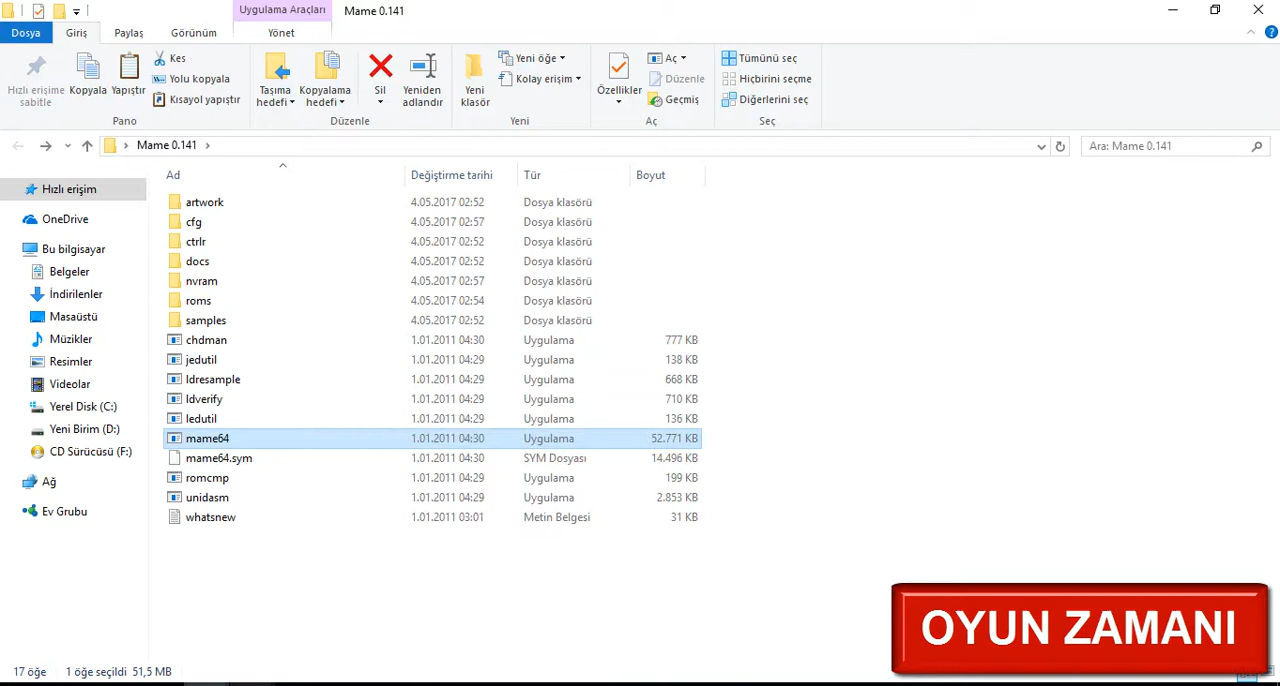 Uygulama Araçları
Mame 0.141
Dosya
Giriş
Paylaş
Görünüm
Yönet
Hızlı erişime sabitle
Kopyala
Yapıştır
Kes
Yolu kopyala
Kısayol yapıştır
Pano
Taşıma hedefi
Kopyalama hedefi
Sil
Yeniden adlandır
Düzenle
Yeni klasör
Yeni öğe
Kolay erişim
Yeni
Özellikler
Aç
Düzenle
Geçmiş
Aç
Tümünü seç
Hiçbirini seçme
Diğerlerini seç
Seç
Mame 0.141
Ara: Mame 0.141
Hızlı erişim
OneDrive
Bu bilgisayar
Belgeler
İndirilenler
Masaüstü
Müzikler
Resimler
Videolar
Yerel Disk (C:)
Yeni Birim (D:)
CD Sürücüsü (F:)
Ağ
Ev Grubu
Ad Değiştirme tarihi Tür Boyut
artwork 4.05.2017 02:52 Dosya klasörü
cfg 4.05.2017 02:57 Dosya klasörü
ctrlr 4.05.2017 02:52 Dosya klasörü
docs 4.05.2017 02:52 Dosya klasörü
nvram 4.05.2017 02:57 Dosya klasörü
roms 4.05.2017 02:54 Dosya klasörü
samples 4.05.2017 02:52 Dosya klasörü
chdman 1.01.2011 04:30 Uygulama 777 KB
jedutil 1.01.2011 04:29 Uygulama 138 KB
ldresample 1.01.2011 04:29 Uygulama 668 KB
ldverify 1.01.2011 04:29 Uygulama 710 KB
ledutil 1.01.2011 04:29 Uygulama 136 KB
mame64 1.01.2011 04:30 Uygulama 52.771 KB
mame64.sym 1.01.2011 04:30 SYM Dosyası 14.496 KB
romcmp 1.01.2011 04:29 Uygulama 199 KB
unidasm 1.01.2011 04:29 Uygulama 2.853 KB
whatsnew 1.01.2011 03:01 Metin Belgesi 31 KB
OYUN ZAMANI
17 öğe 1 öğe seçildi 51,5 MB